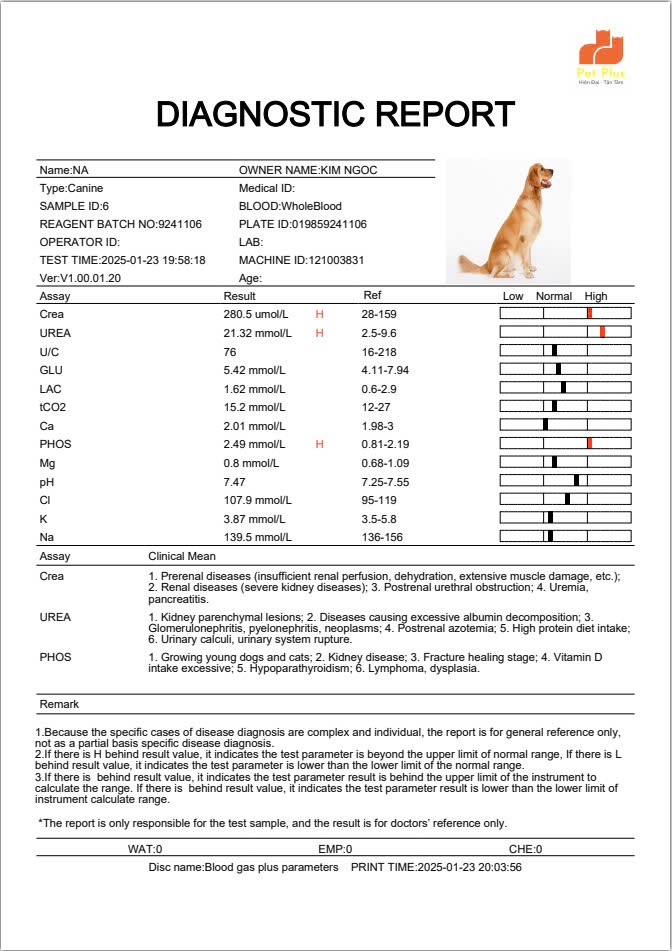 Pet Plus
Hiện Đại - Tận Tâm
DIAGNOSTIC REPORT
Name:NA OWNER NAME:KIM NGOC
Type:Canine Medical ID:
SAMPLE ID:6 BLOOD:WholeBlood
REAGENT BATCH NO:9241106 PLATE ID:019859241106
OPERATOR ID: LAB:
TEST TIME:2025-01-23 19:58:18 MACHINE ID:121003831
Ver:V1.00.01.20 Age:
Assay Result Ref Low Normal High
Crea 280.5 umol/L H 28-159
UREA 21.32 mmol/L H 2.5-9.6
U/C 76 16-218
GLU 5.42 mmol/L 4.11-7.94
LAC 1.62 mmol/L 0.6-2.9
tCO2 15.2 mmol/L 12-27
Ca 2.01 mmol/L 1.98-3
PHOS 2.49 mmol/L H 0.81-2.19
Mg 0.8 mmol/L 0.68-1.09
pH 7.47 7.25-7.55
Cl 107.9 mmol/L 95-119
K 3.87 mmol/L 3.5-5.8
Na 139.5 mmol/L 136-156
Assay Clinical Mean
Crea 1. Prerenal diseases (insufficient renal perfusion, dehydration, extensive muscle damage, etc.);
2. Renal diseases (severe kidney diseases); 3. Postrenal urethral obstruction; 4. Uremia,
pancreatitis.
UREA 1. Kidney parenchymal lesions; 2. Diseases causing excessive albumin decomposition; 3.
Glomerulonephritis, pyelonephritis, neoplasms; 4. Postrenal azotemia; 5. High protein diet intake;
6. Urinary calculi, urinary system rupture.
PHOS 1. Growing young dogs and cats; 2. Kidney disease; 3. Fracture healing stage; 4. Vitamin D
intake excessive; 5. Hypoparathyroidism; 6. Lymphoma, dysplasia.
Remark
1.Because the specific cases of disease diagnosis are complex and individual, the report is for general reference only,
not as a partial basis specific disease diagnosis.
2.If there is H behind result value, it indicates the test parameter is beyond the upper limit of normal range, If there is L
behind result value, it indicates the test parameter is lower than the lower limit of the normal range.
3.If there is  behind result value, it indicates the test parameter result is behind the upper limit of the instrument to
calculate the range. If there is  behind result value, it indicates the test parameter result is lower than the lower limit of
instrument calculate range.
*The report is only responsible for the test sample, and the result is for doctors' reference only.
WAT:0 EMP:0 CHE:0
Disc name:Blood gas plus parameters PRINT TIME:2025-01-23 20:03:56